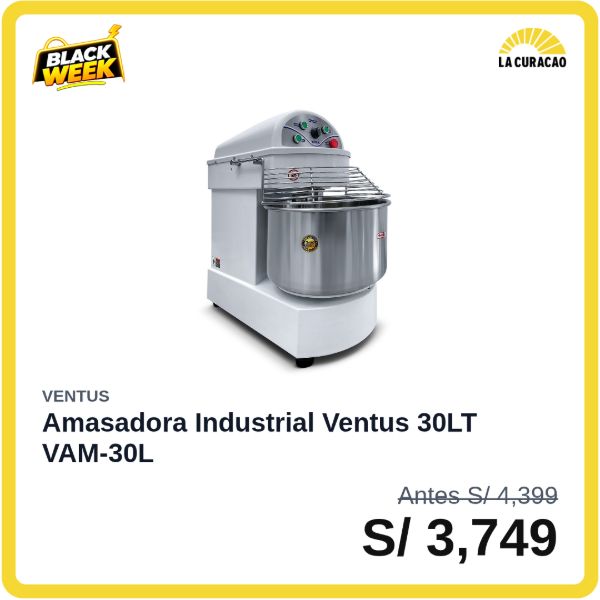 BLACK
WEEK
LA CURACAO
VENTUS
Amasadora Industrial Ventus 30LT
VAM-30L
Antes S/ 4,399
S/ 3,749